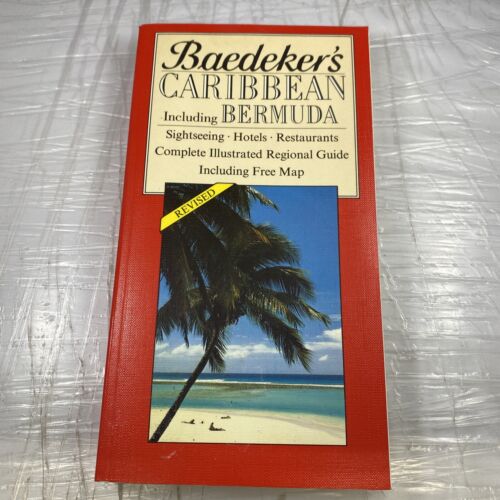 Baedeker's
CARIBBEAN
Including BERMUDA
Sightseeing · Hotels · Restaurants
Complete Illustrated Regional Guide
Including Free Map
REVISED